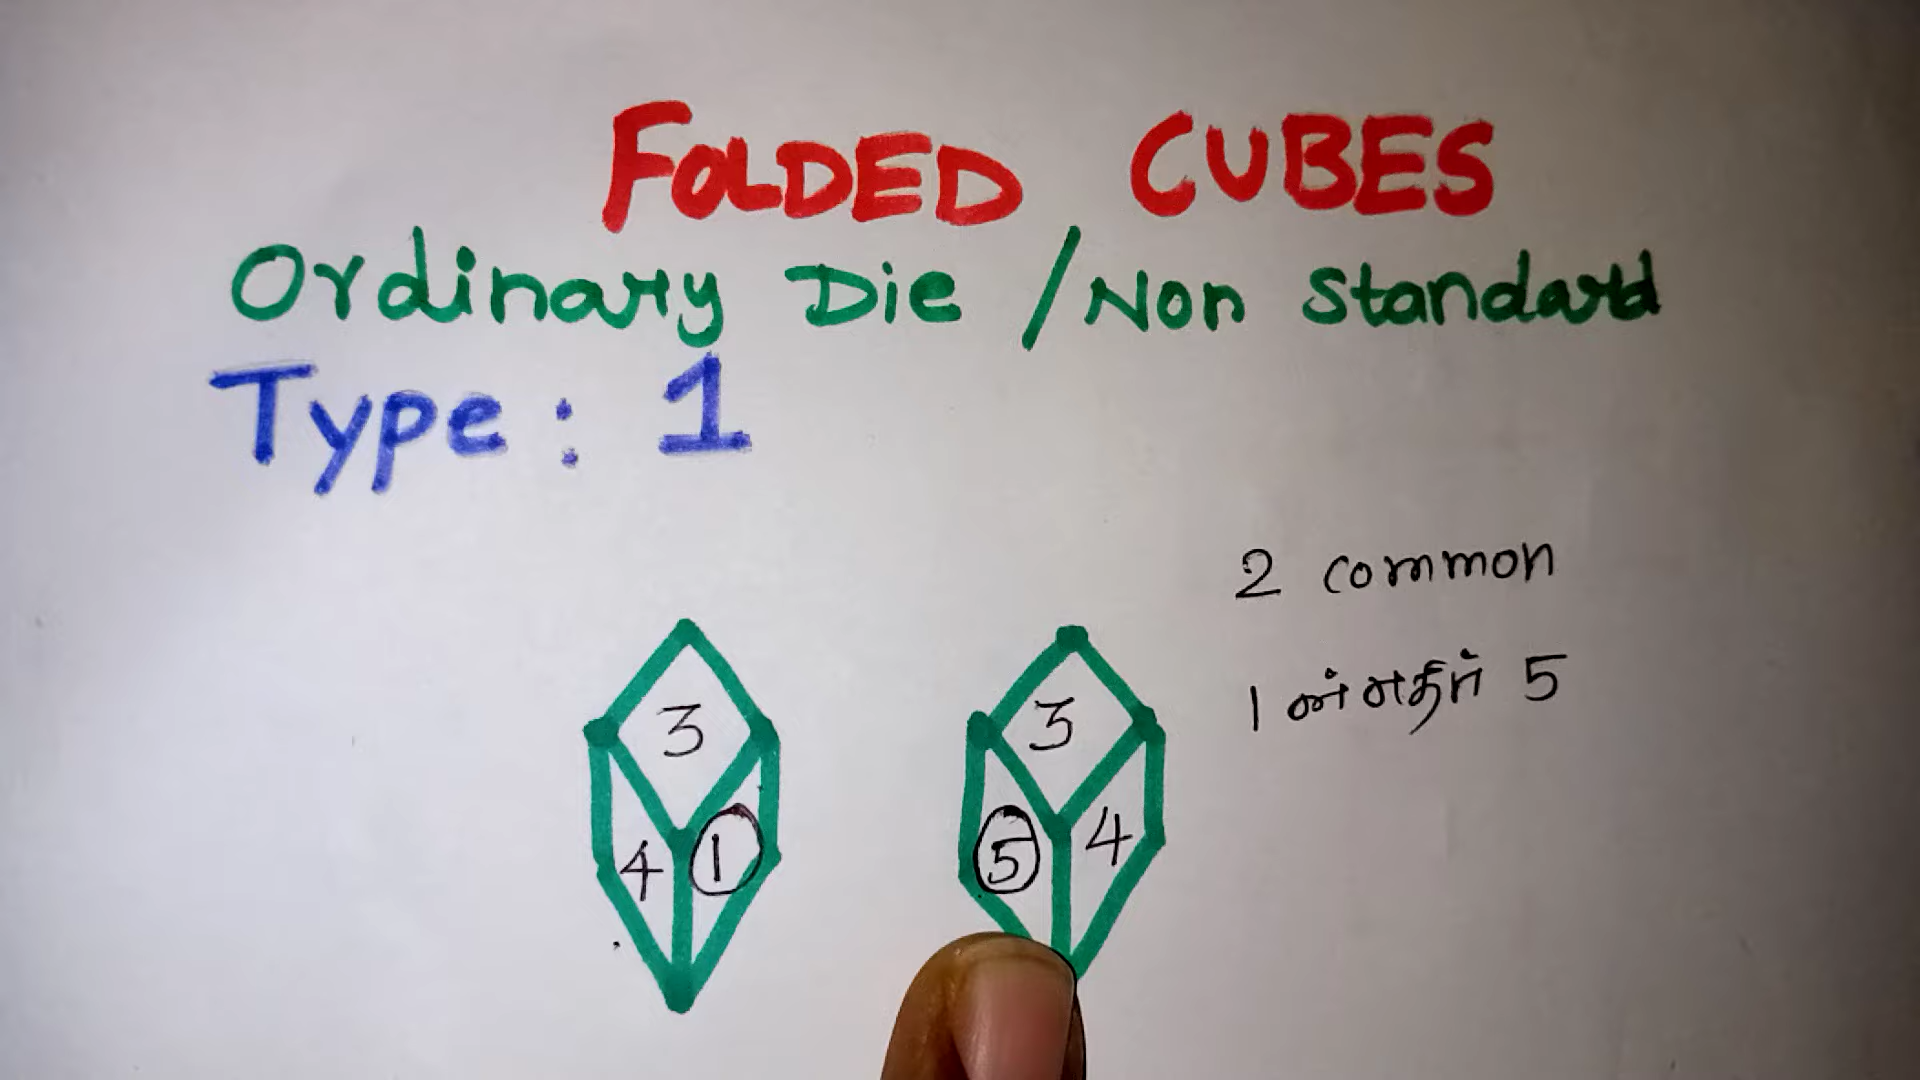 FOLDED CUBES
Ordinary Die / Non Standard
Type : 1
2 common
1 ன் எதிர் 5
3
3
4 1
5 4